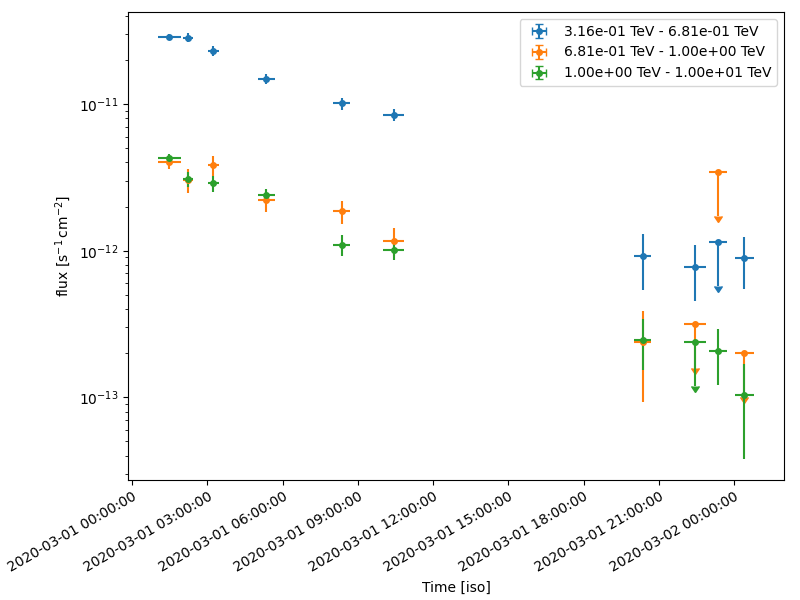 3.16e-01 TeV - 6.81e-01 TeV
6.81e-01 TeV - 1.00e+00 TeV
1.00e+00 TeV - 1.00e+01 TeV
10⁻¹¹
10⁻¹²
10⁻¹³
flux [s⁻¹ cm⁻²]
2020-03-01 00:00:00
2020-03-01 03:00:00
2020-03-01 06:00:00
2020-03-01 09:00:00
2020-03-01 12:00:00
2020-03-01 15:00:00
2020-03-01 18:00:00
2020-03-01 21:00:00
2020-03-02 00:00:00
Time [iso]